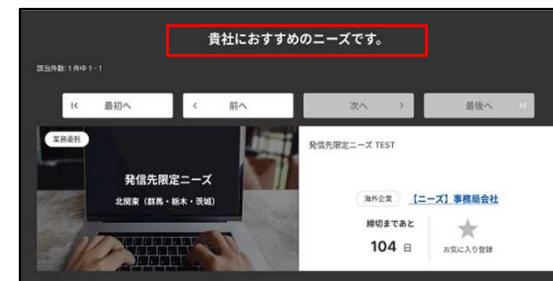 貴社におすすめのニーズです。
該当件数: 1 件中 1 - 1
最初へ
前へ
次へ
最後へ
業務委託
発信先限定ニーズ
北関東（群馬・栃木・茨城）
発信先限定ニーズ TEST
海外企業 【ニーズ】事務局会社
締切まであと
104 日
お気に入り登録